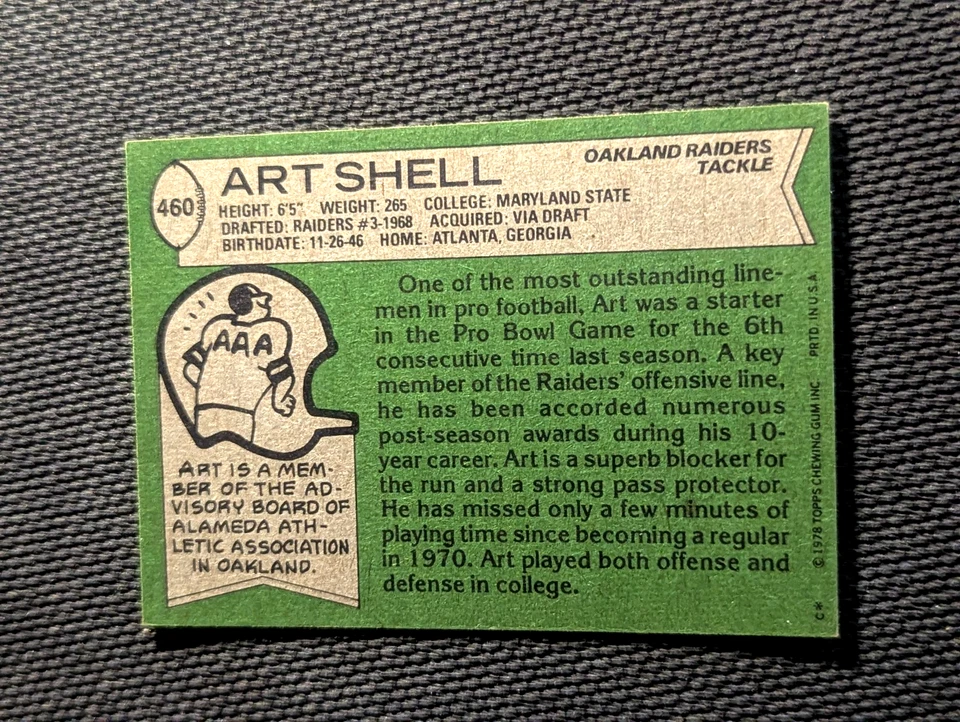 460
ART SHELL
OAKLAND RAIDERS
TACKLE
HEIGHT: 6'5" WEIGHT: 265 COLLEGE: MARYLAND STATE
DRAFTED: RAIDERS #3-1968 ACQUIRED: VIA DRAFT
BIRTHDATE: 11-26-46 HOME: ATLANTA, GEORGIA
AAA
ART IS A MEM-
BER OF THE AD-
VISORY BOARD OF
ALAMEDA ATH-
LETIC ASSOCIATION
IN OAKLAND.
One of the most outstanding line-
men in pro football, Art was a starter
in the Pro Bowl Game for the 6th
consecutive time last season. A key
member of the Raiders' offensive line,
he has been accorded numerous
post-season awards during his 10-
year career. Art is a superb blocker for
the run and a strong pass protector.
He has missed only a few minutes of
playing time since becoming a regular
in 1970. Art played both offense and
defense in college.
C* © 1978 TOPPS CHEWING GUM INC. PRTD. IN U.S.A.